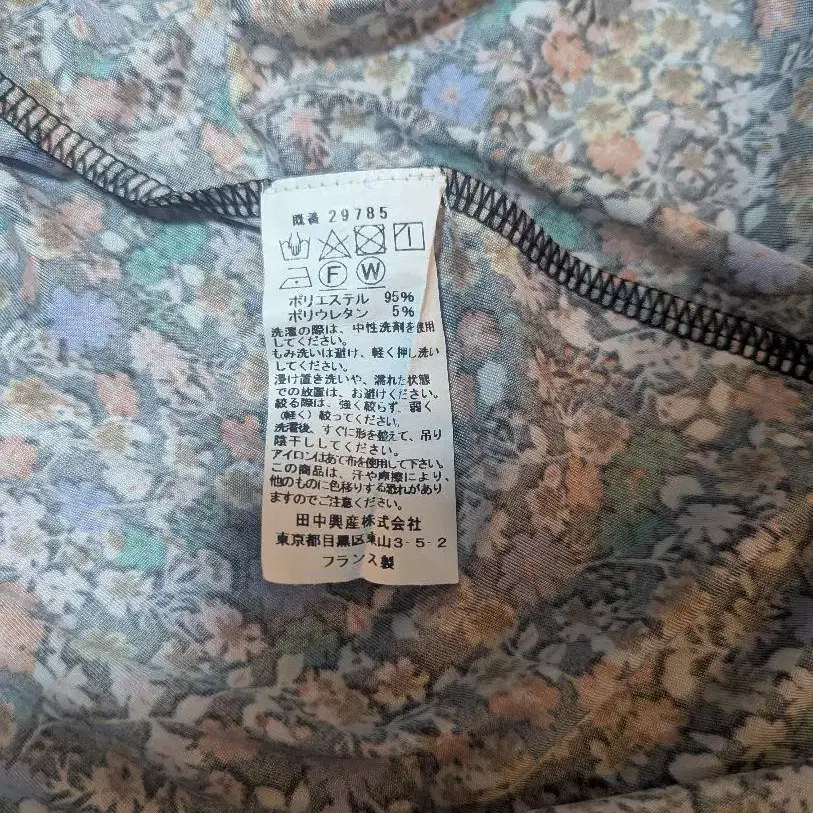 既番 29785
F W
ポリエステル 95%
ポリウレタン 5%
洗濯の際は、中性洗剤を使用
してください。
もみ洗いは避け、軽く押し洗い
してください。
浸け置き洗いや、濡れた状態
での放置は、お避けください。
絞る際は、強く絞らず、弱く
(軽く)絞ってください。
洗濯後、すぐに形を整えて、吊り
陰干ししてください。
アイロンはあて布を使用して下さい。
この商品は、汗や摩擦により、
他のものに色移りする恐れがあり
ますのでご注意ください。
田中興産株式会社
東京都目黒区東山3-5-2
フランス製